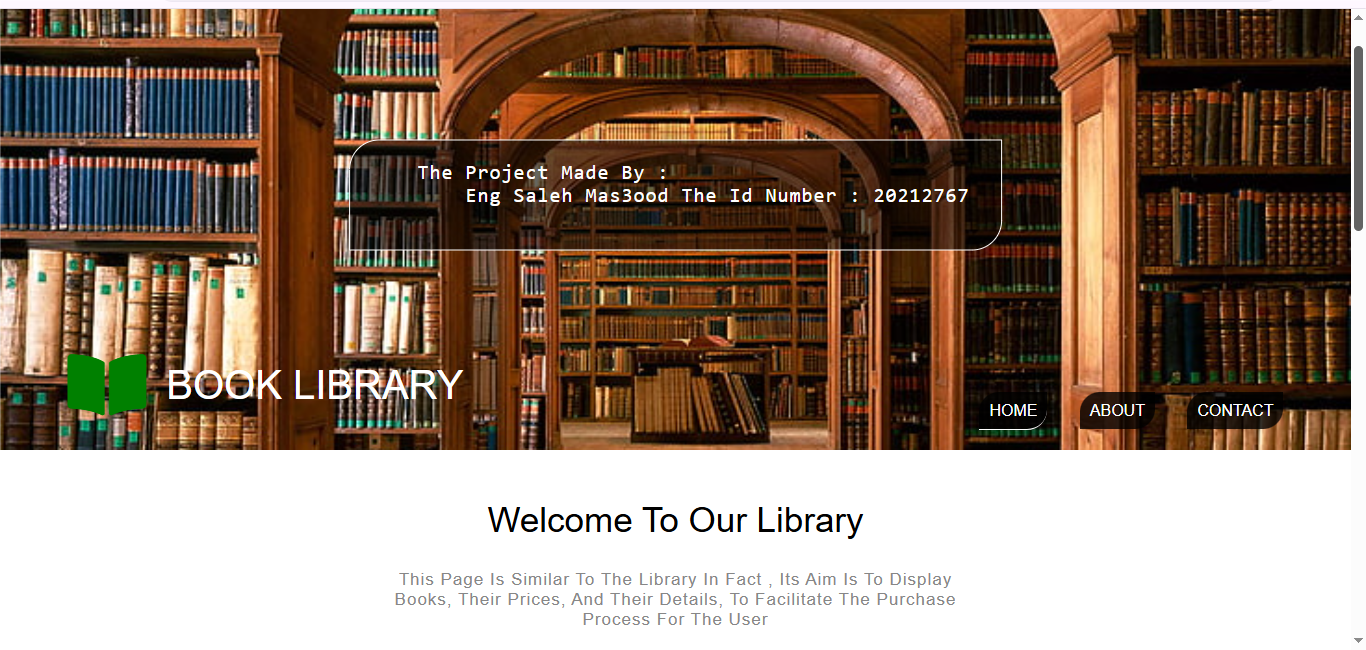 The Project Made By :
Eng Saleh Mas3ood The Id Number : 20212767
BOOK LIBRARY
HOME ABOUT CONTACT
Welcome To Our Library
This Page Is Similar To The Library In Fact , Its Aim Is To Display
Books, Their Prices, And Their Details, To Facilitate The Purchase
Process For The User